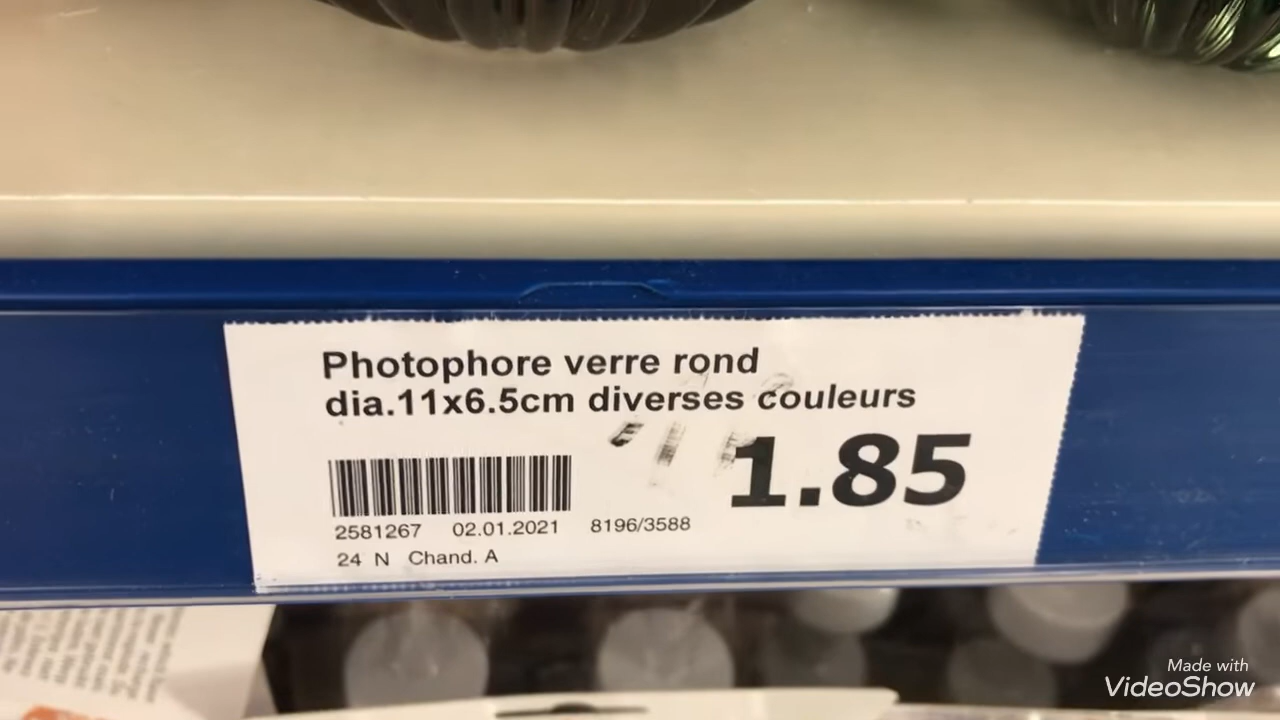 Photophore verre rond
dia.11x6.5cm diverses couleurs
1.85
2581267 02.01.2021 8196/3588
24 N Chand. A
Made with
VideoShow